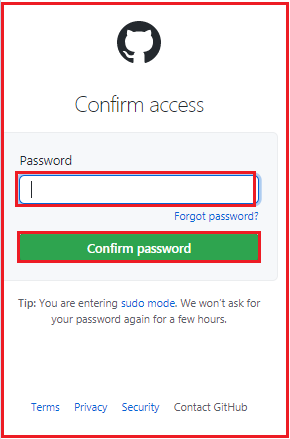 Confirm access
Password
Forgot password?
Confirm password
Tip: You are entering sudo mode. We won't ask for
your password again for a few hours.
Terms Privacy Security Contact GitHub